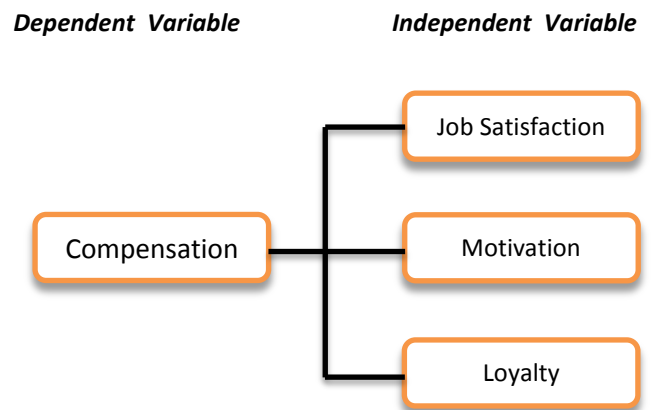 Dependent Variable
Independent Variable
Job Satisfaction
Compensation
Motivation
Loyalty